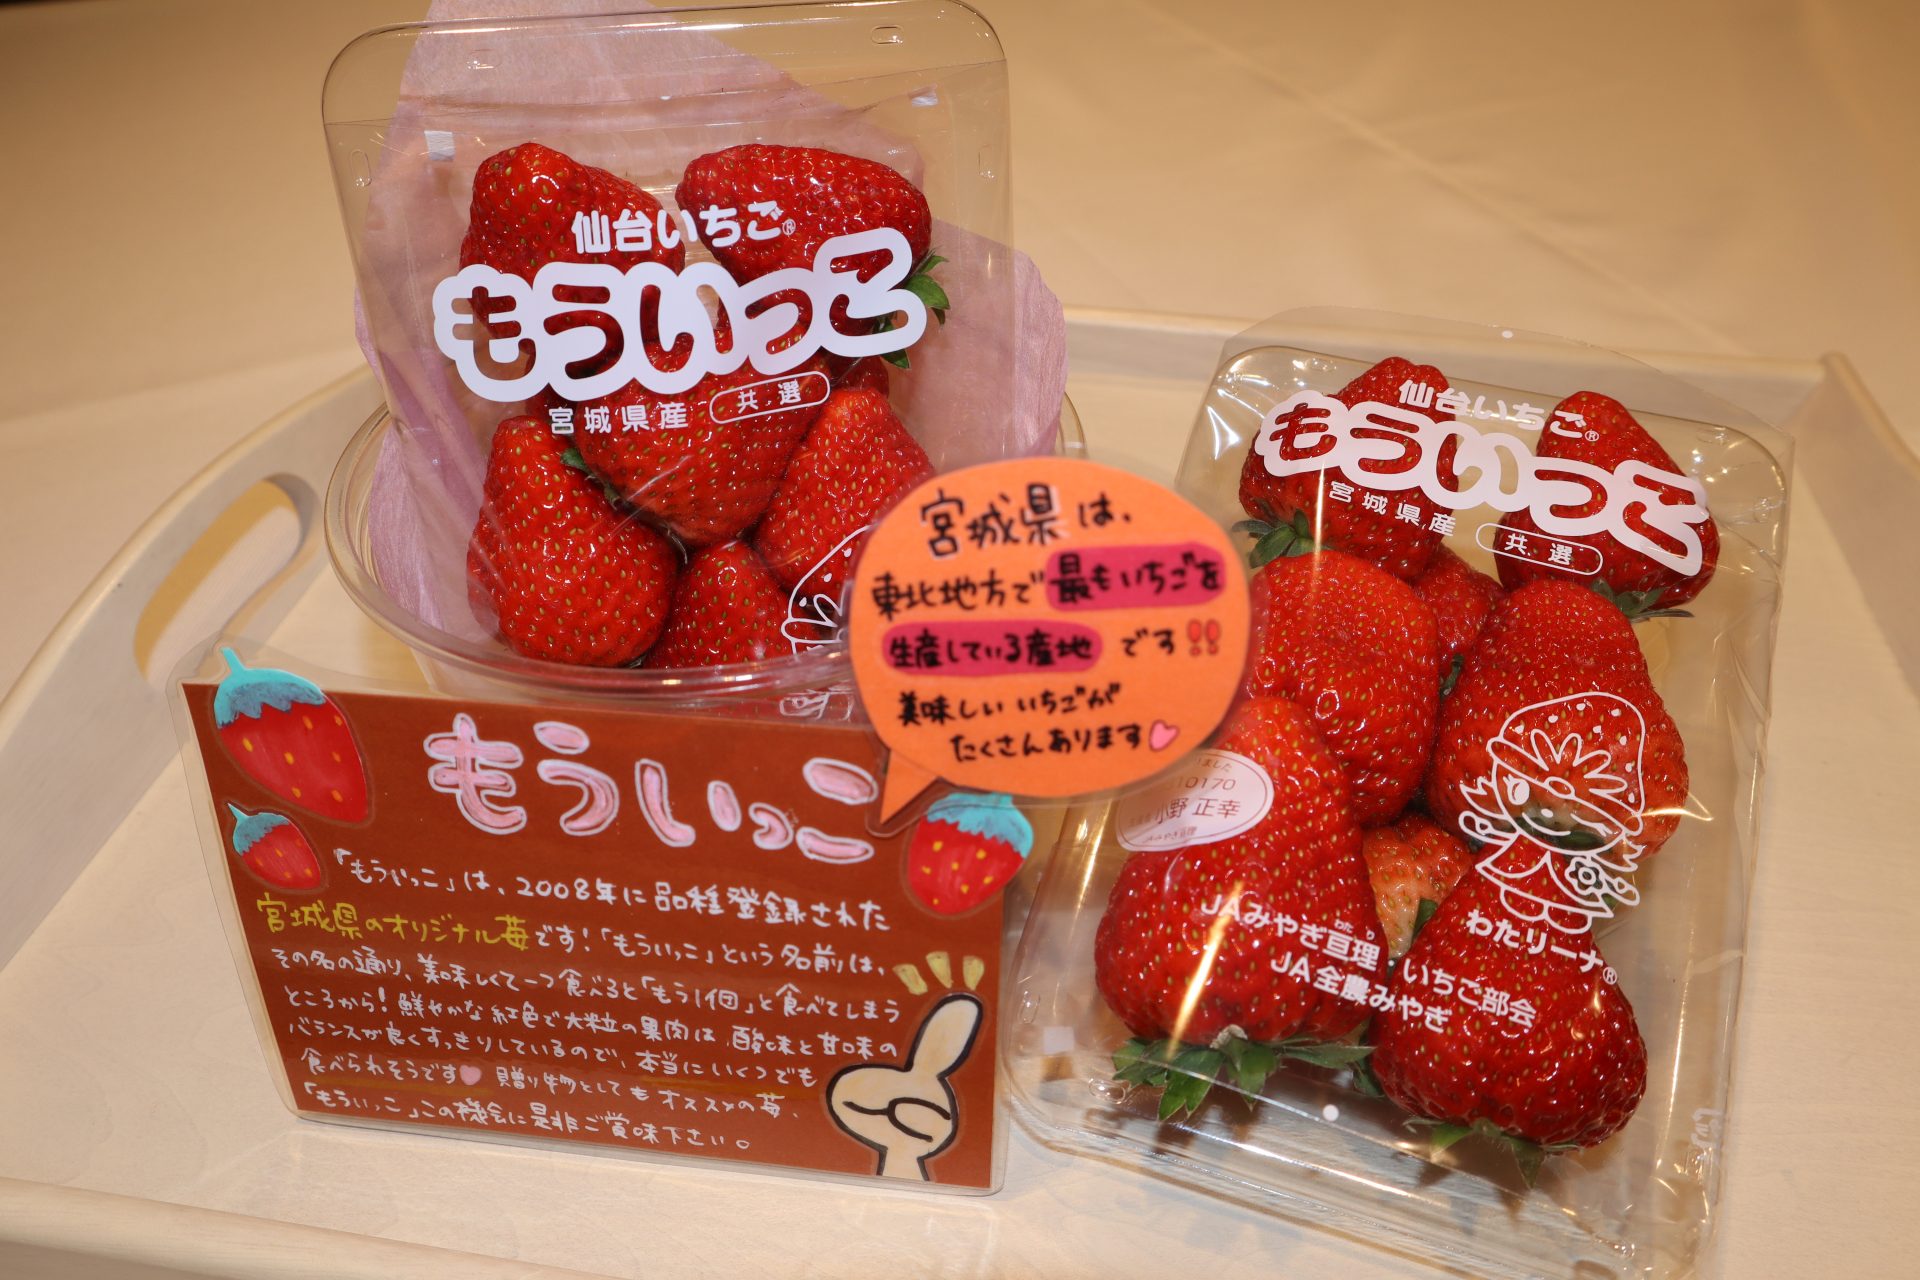 仙台いちご®
もういっこ
宮城県産 共選
宮城県は、
東北地方で最もいちごを
生産している産地です!!
美味しいいちごが
たくさんあります♡
もういっこ
「もういっこ」は、2008年に品種登録された
宮城県のオリジナル苺です！「もういっこ」という名前は、
その名の通り、美味しくて一つ食べると「もう1個」と食べてしまう
ところから！鮮やかな紅色で大粒の果肉は、酸味と甘味の
バランスが良くすっきりしているので、本当にいくつでも
食べられそうです♡ 贈り物としてもオススメの苺、
「もういっこ」この機会に是非ご賞味下さい。
仙台いちご®
もういっこ
宮城県産 共選
0170
小野 正幸
わたリーナ®
JAみやぎ亘理・いちご部会
わたり
JA全農みやぎ